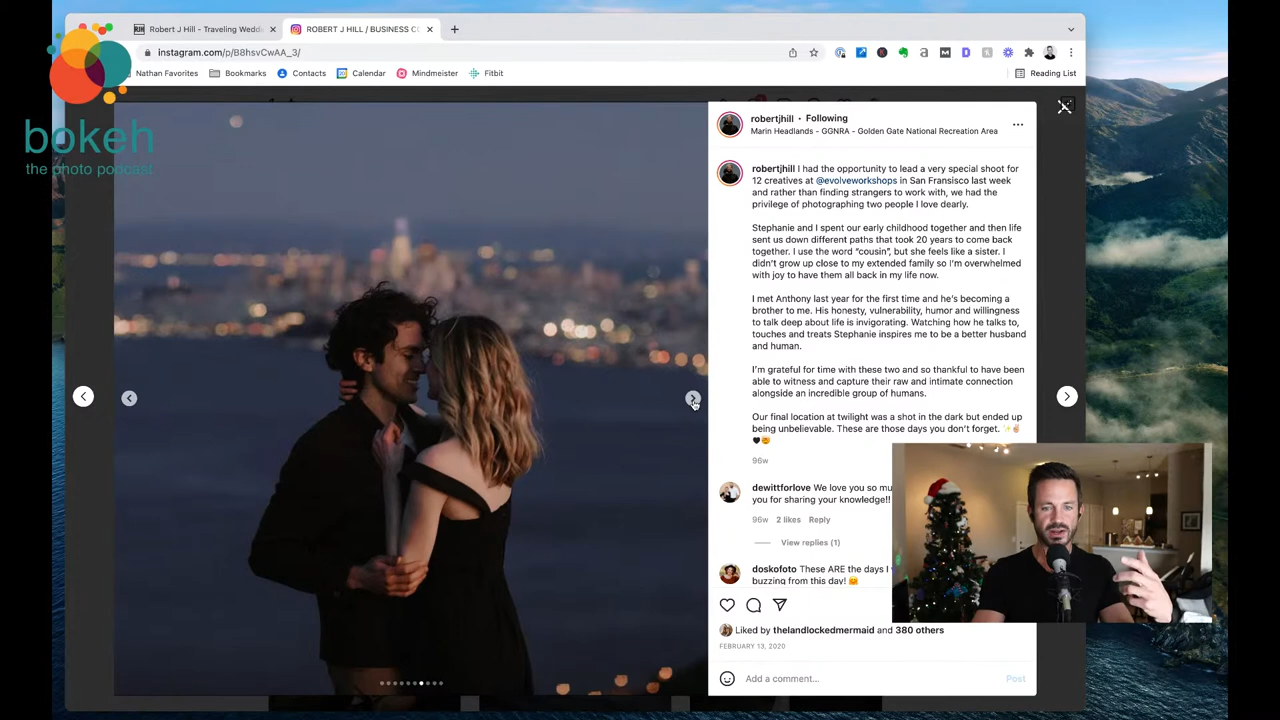 Robert J Hill - Traveling Wedd
ROBERT J HILL / BUSINESS C
instagram.com/p/B8hsvCwAA_3/
Nathan Favorites
Bookmarks
Contacts
Calendar
Mindmeister
Fitbit
Reading List
bokeh
the photo podcast
robertjhill • Following
Marin Headlands - GGNRA - Golden Gate National Recreation Area
robertjhill I had the opportunity to lead a very special shoot for
12 creatives at @evolveworkshops in San Fransisco last week
and rather than finding strangers to work with, we had the
privilege of photographing two people I love dearly.
Stephanie and I spent our early childhood together and then life
sent us down different paths that took 20 years to come back
together. I use the word “cousin”, but she feels like a sister. I
didn’t grow up close to my extended family so I’m overwhelmed
with joy to have them all back in my life now.
I met Anthony last year for the first time and he’s becoming a
brother to me. His honesty, vulnerability, humor and willingness
to talk deep about life is invigorating. Watching how he talks to,
touches and treats Stephanie inspires me to be a better husband
and human.
I’m grateful for time with these two and so thankful to have been
able to witness and capture their raw and intimate connection
alongside an incredible group of humans.
Our final location at twilight was a shot in the dark but ended up
being unbelievable. These are those days you don’t forget.
96w
dewittforlove We love you so mu
you for sharing your knowledge!!
96w 2 likes Reply
View replies (1)
doskofoto These ARE the days I
buzzing from this day!
Liked by thelandlockedmermaid and 380 others
FEBRUARY 13, 2020
Add a comment...
Post